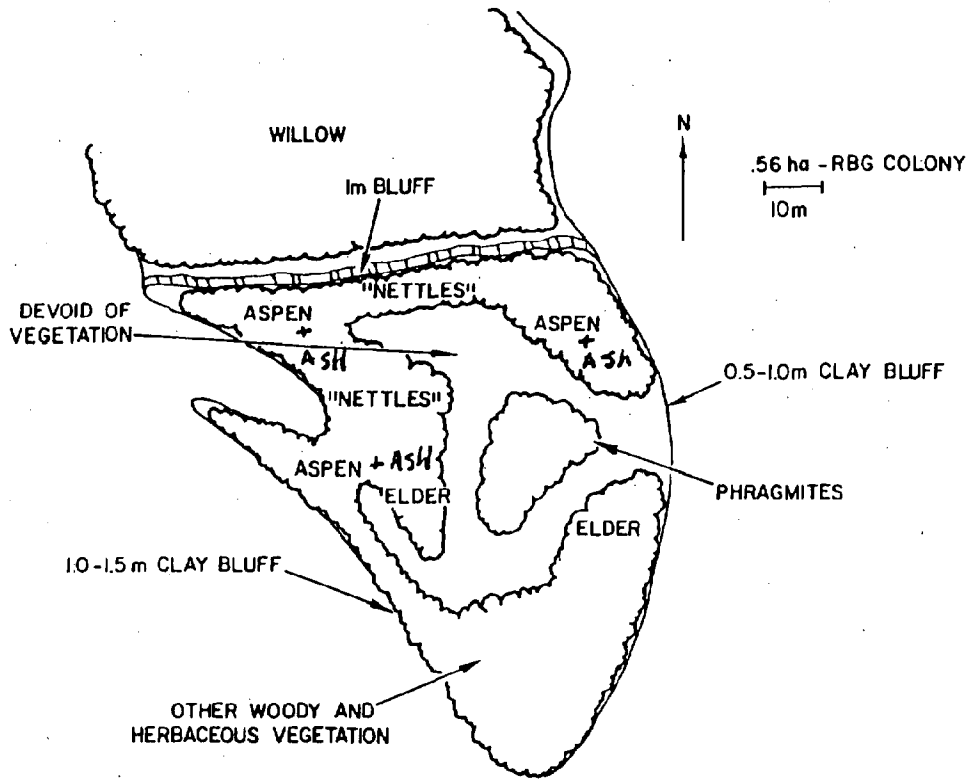 WILLOW
N
.56 ha - RBG COLONY
10m
1m BLUFF
"NETTLES"
DEVOID OF
VEGETATION
ASPEN
+
ASH
ASPEN
+
ASH
0.5-1.0m CLAY BLUFF
"NETTLES"
ASPEN + ASH
ELDER
PHRAGMITES
ELDER
1.0-1.5m CLAY BLUFF
OTHER WOODY AND
HERBACEOUS VEGETATION